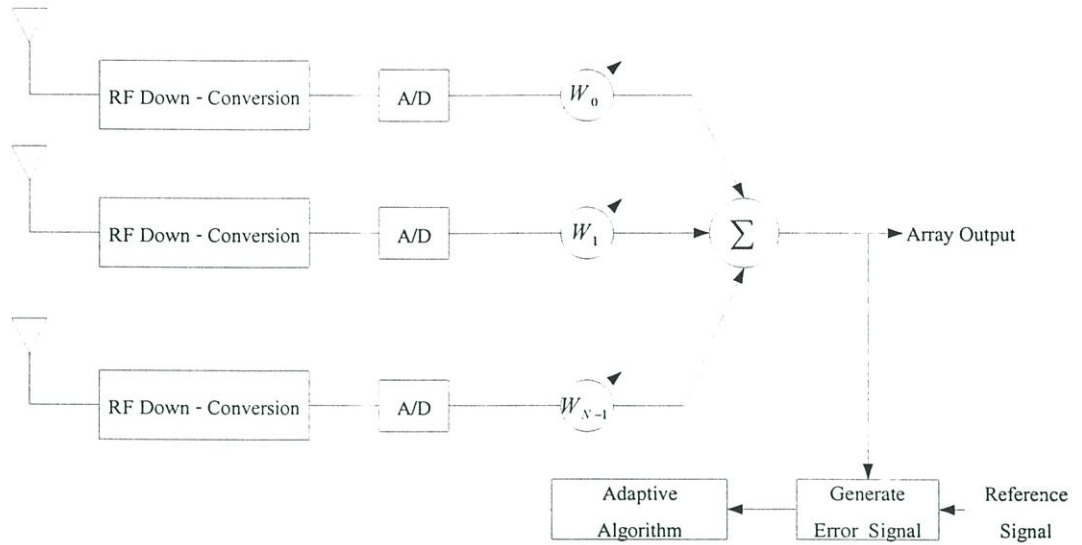 RF Down - Conversion
A/D
W₀
RF Down - Conversion
A/D
W₁
Σ
Array Output
RF Down - Conversion
A/D
W_{N-1}
Adaptive
Algorithm
Generate
Error Signal
Reference
Signal